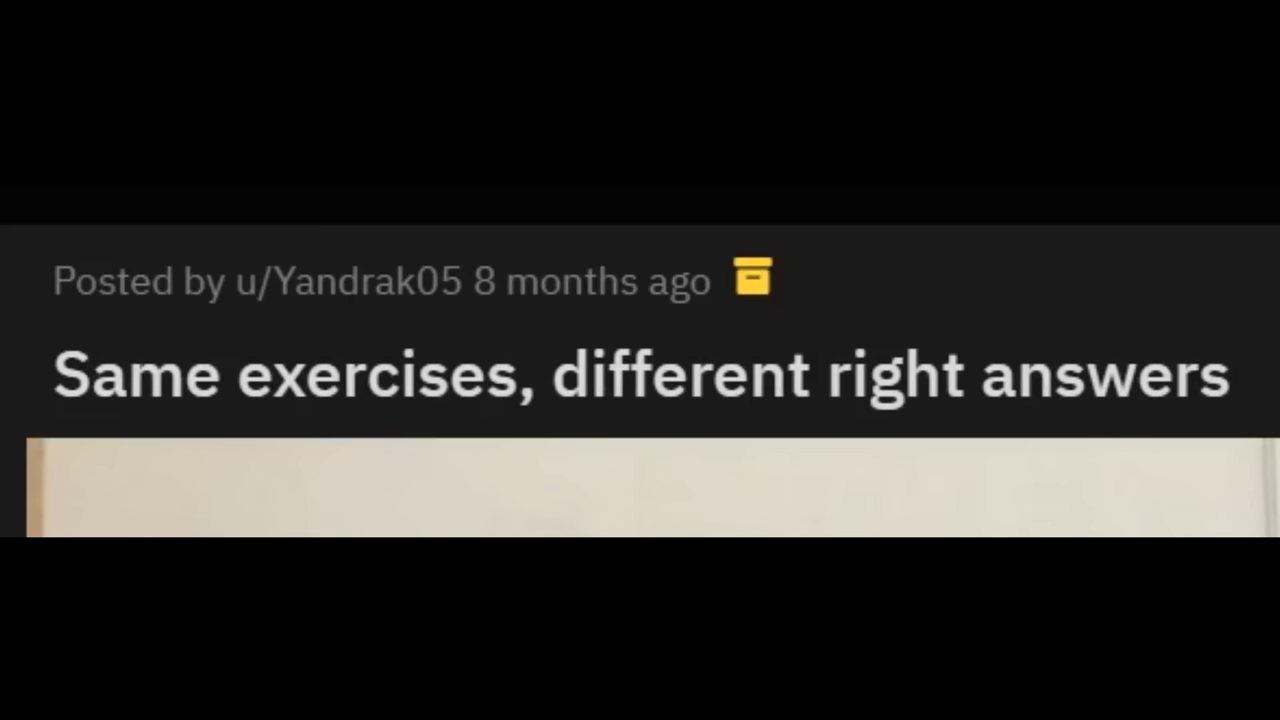 Posted by u/Yandrak05 8 months ago
Same exercises, different right answers